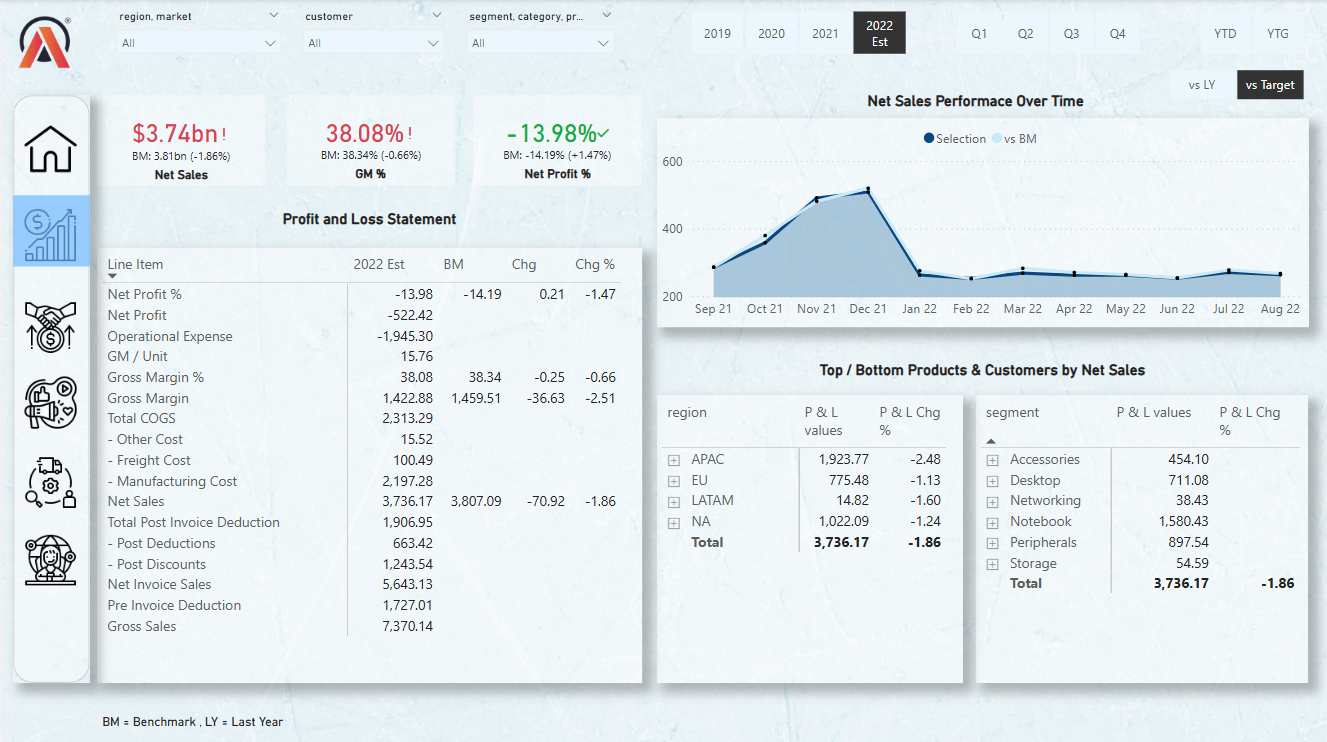 region, market
customer
segment, category, pr...
All
All
All
2019
2020
2021
2022
Est
Q1
Q2
Q3
Q4
YTD
YTG
vs LY
vs Target
$3.74bn!
BM: 3.81bn (-1.86%)
Net Sales
38.08%!
BM: 38.34% (-0.66%)
GM %
-13.98%
BM: -14.19% (+1.47%)
Net Profit %
Net Sales Performace Over Time
Selection
vs BM
600
400
200
Sep 21 Oct 21 Nov 21 Dec 21 Jan 22 Feb 22 Mar 22 Apr 22 May 22 Jun 22 Jul 22 Aug 22
Profit and Loss Statement
Line Item 2022 Est BM Chg Chg %
Net Profit % -13.98 -14.19 0.21 -1.47
Net Profit -522.42
Operational Expense -1,945.30
GM / Unit 15.76
Gross Margin % 38.08 38.34 -0.25 -0.66
Gross Margin 1,422.88 1,459.51 -36.63 -2.51
Total COGS 2,313.29
- Other Cost 15.52
- Freight Cost 100.49
- Manufacturing Cost 2,197.28
Net Sales 3,736.17 3,807.09 -70.92 -1.86
Total Post Invoice Deduction 1,906.95
- Post Deductions 663.42
- Post Discounts 1,243.54
Net Invoice Sales 5,643.13
Pre Invoice Deduction 1,727.01
Gross Sales 7,370.14
Top / Bottom Products & Customers by Net Sales
region P & L values P & L Chg %
APAC 1,923.77 -2.48
EU 775.48 -1.13
LATAM 14.82 -1.60
NA 1,022.09 -1.24
Total 3,736.17 -1.86
segment P & L values P & L Chg %
Accessories 454.10
Desktop 711.08
Networking 38.43
Notebook 1,580.43
Peripherals 897.54
Storage 54.59
Total 3,736.17 -1.86
BM = Benchmark , LY = Last Year